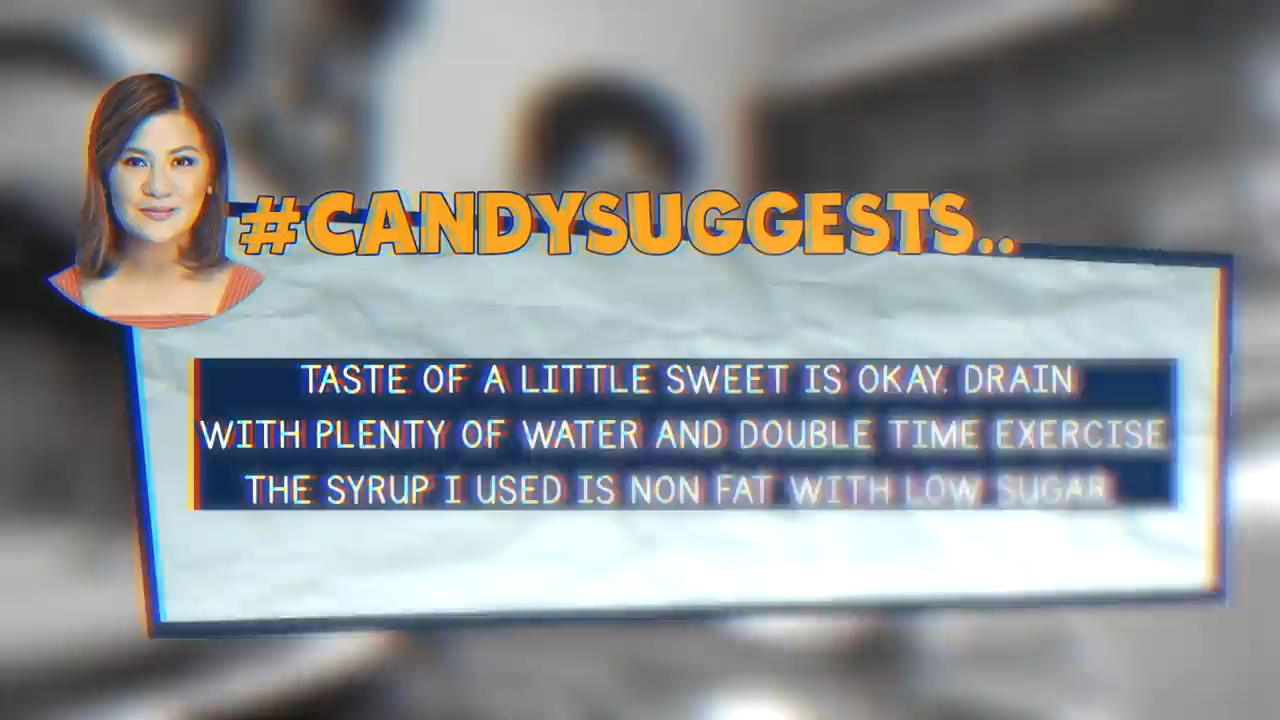 #CANDYSUGGESTS..
TASTE OF A LITTLE SWEET IS OKAY. DRAIN
WITH PLENTY OF WATER AND DOUBLE TIME EXERCISE
THE SYRUP I USED IS NON FAT WITH LOW SUGAR.